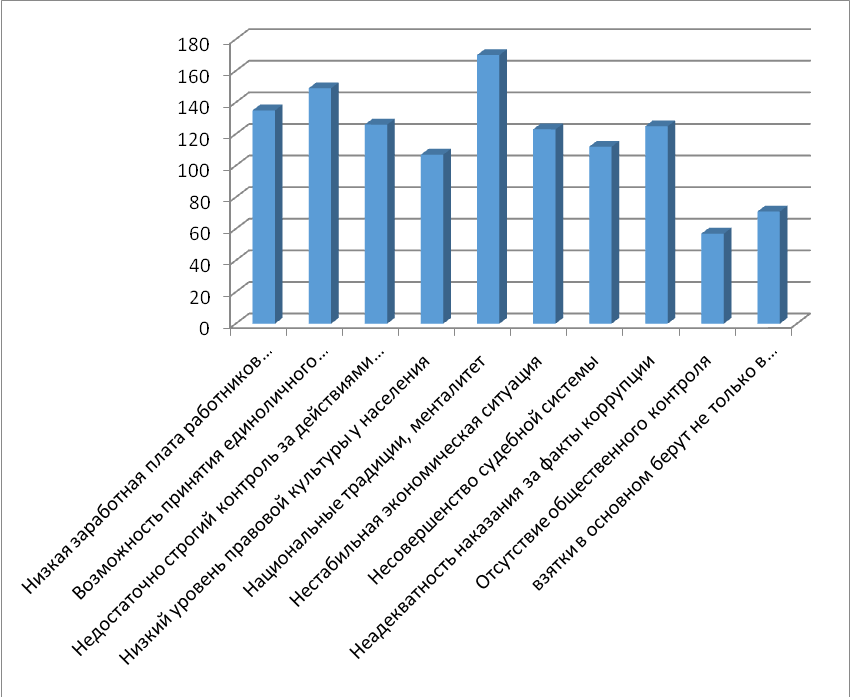 180
160
140
120
100
80
60
40
20
0
Низкая заработная плата работников...
Возможность принятия единоличного...
Недостаточно строгий контроль за действиями...
Низкий уровень правовой культуры у населения
Национальные традиции, менталитет
Нестабильная экономическая ситуация
Несовершенство судебной системы
Неадекватность наказания за факты коррупции
Отсутствие общественного контроля
взятки в основном берут не только в...